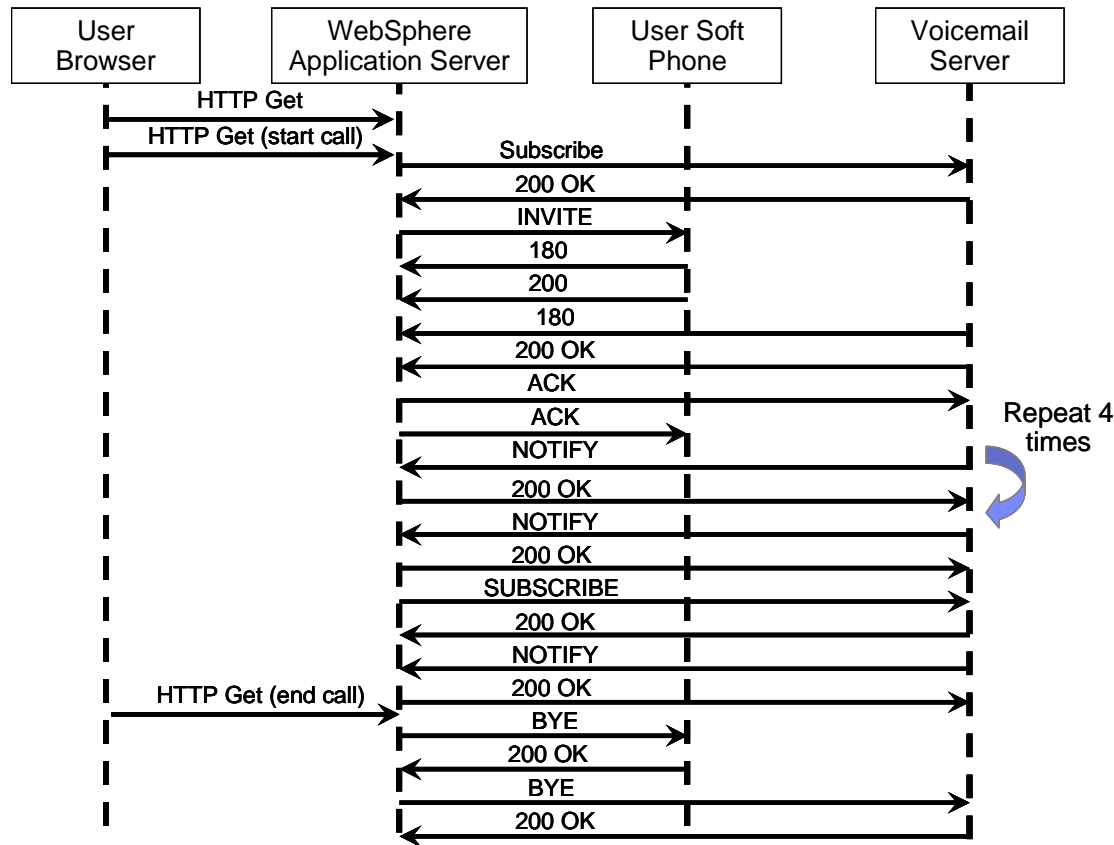 User
Browser
WebSphere
Application Server
User Soft
Phone
Voicemail
Server
HTTP Get
HTTP Get (start call)
Subscribe
200 OK
INVITE
180
200
180
200 OK
ACK
ACK
Repeat 4
times
NOTIFY
200 OK
NOTIFY
200 OK
SUBSCRIBE
200 OK
NOTIFY
HTTP Get (end call)
200 OK
BYE
200 OK
BYE
200 OK